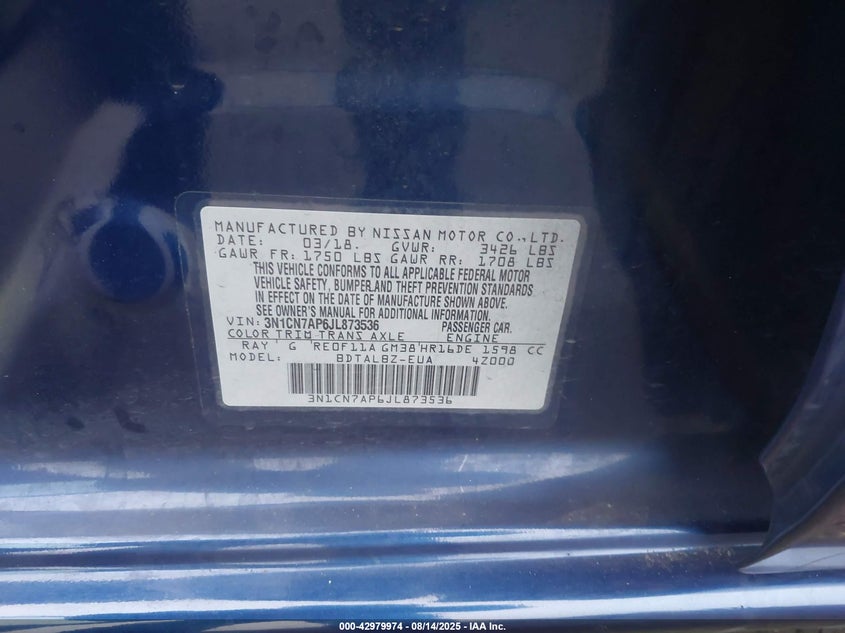 MANUFACTURED BY NISSAN MOTOR CO.,LTD.
DATE: 03/18. GVWR: 3426 LBS
GAWR FR: 1750 LBS GAWR RR: 1708 LBS
THIS VEHICLE CONFORMS TO ALL APPLICABLE FEDERAL MOTOR
VEHICLE SAFETY, BUMPER,AND THEFT PREVENTION STANDARDS
IN EFFECT ON THE DATE OF MANUFACTURE SHOWN ABOVE.
SEE OWNER'S MANUAL FOR ADDITIONAL INFORMATION.
VIN: 3N1CN7AP6JL873536 PASSENGER CAR.
COLOR TRIM TRANS AXLE ENGINE
RAY G RE0F11A GM38 HR16DE 1598 CC
MODEL: BDTALBZ-EUA 4Z000
3N1CN7AP6JL873536
000-42979974 - 08/14/2025 - IAA Inc.